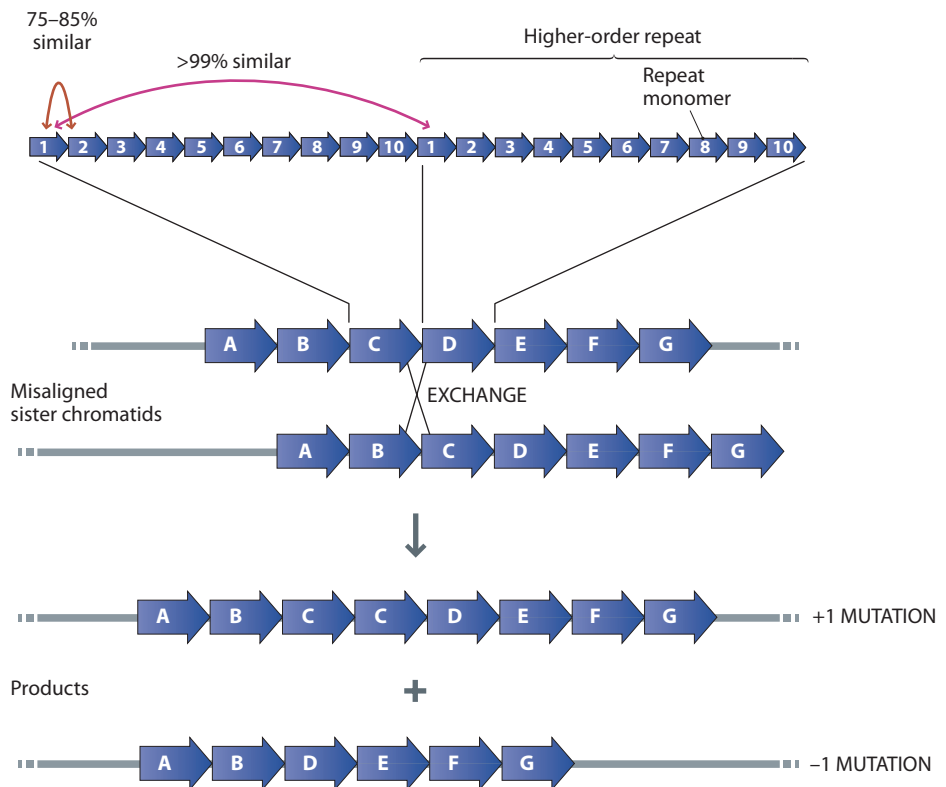 75–85%
similar
>99% similar
Higher-order repeat
Repeat
monomer
1 2 3 4 5 6 7 8 9 10 1 2 3 4 5 6 7 8 9 10
A B C D E F G
Misaligned
sister chromatids
EXCHANGE
A B C D E F G
A B C C D E F G
+1 MUTATION
Products
+
A B D E F G
–1 MUTATION